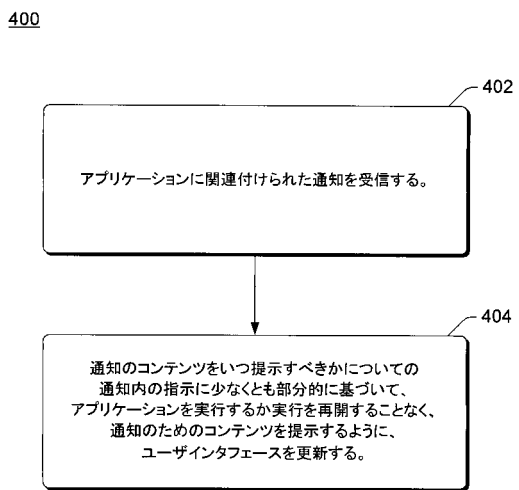 400
402
アプリケーションに関連付けられた通知を受信する。
404
通知のコンテンツをいつ提示すべきかについての
通知内の指示に少なくとも部分的に基づいて、
アプリケーションを実行するか実行を再開することなく、
通知のためのコンテンツを提示するように、
ユーザインタフェースを更新する。